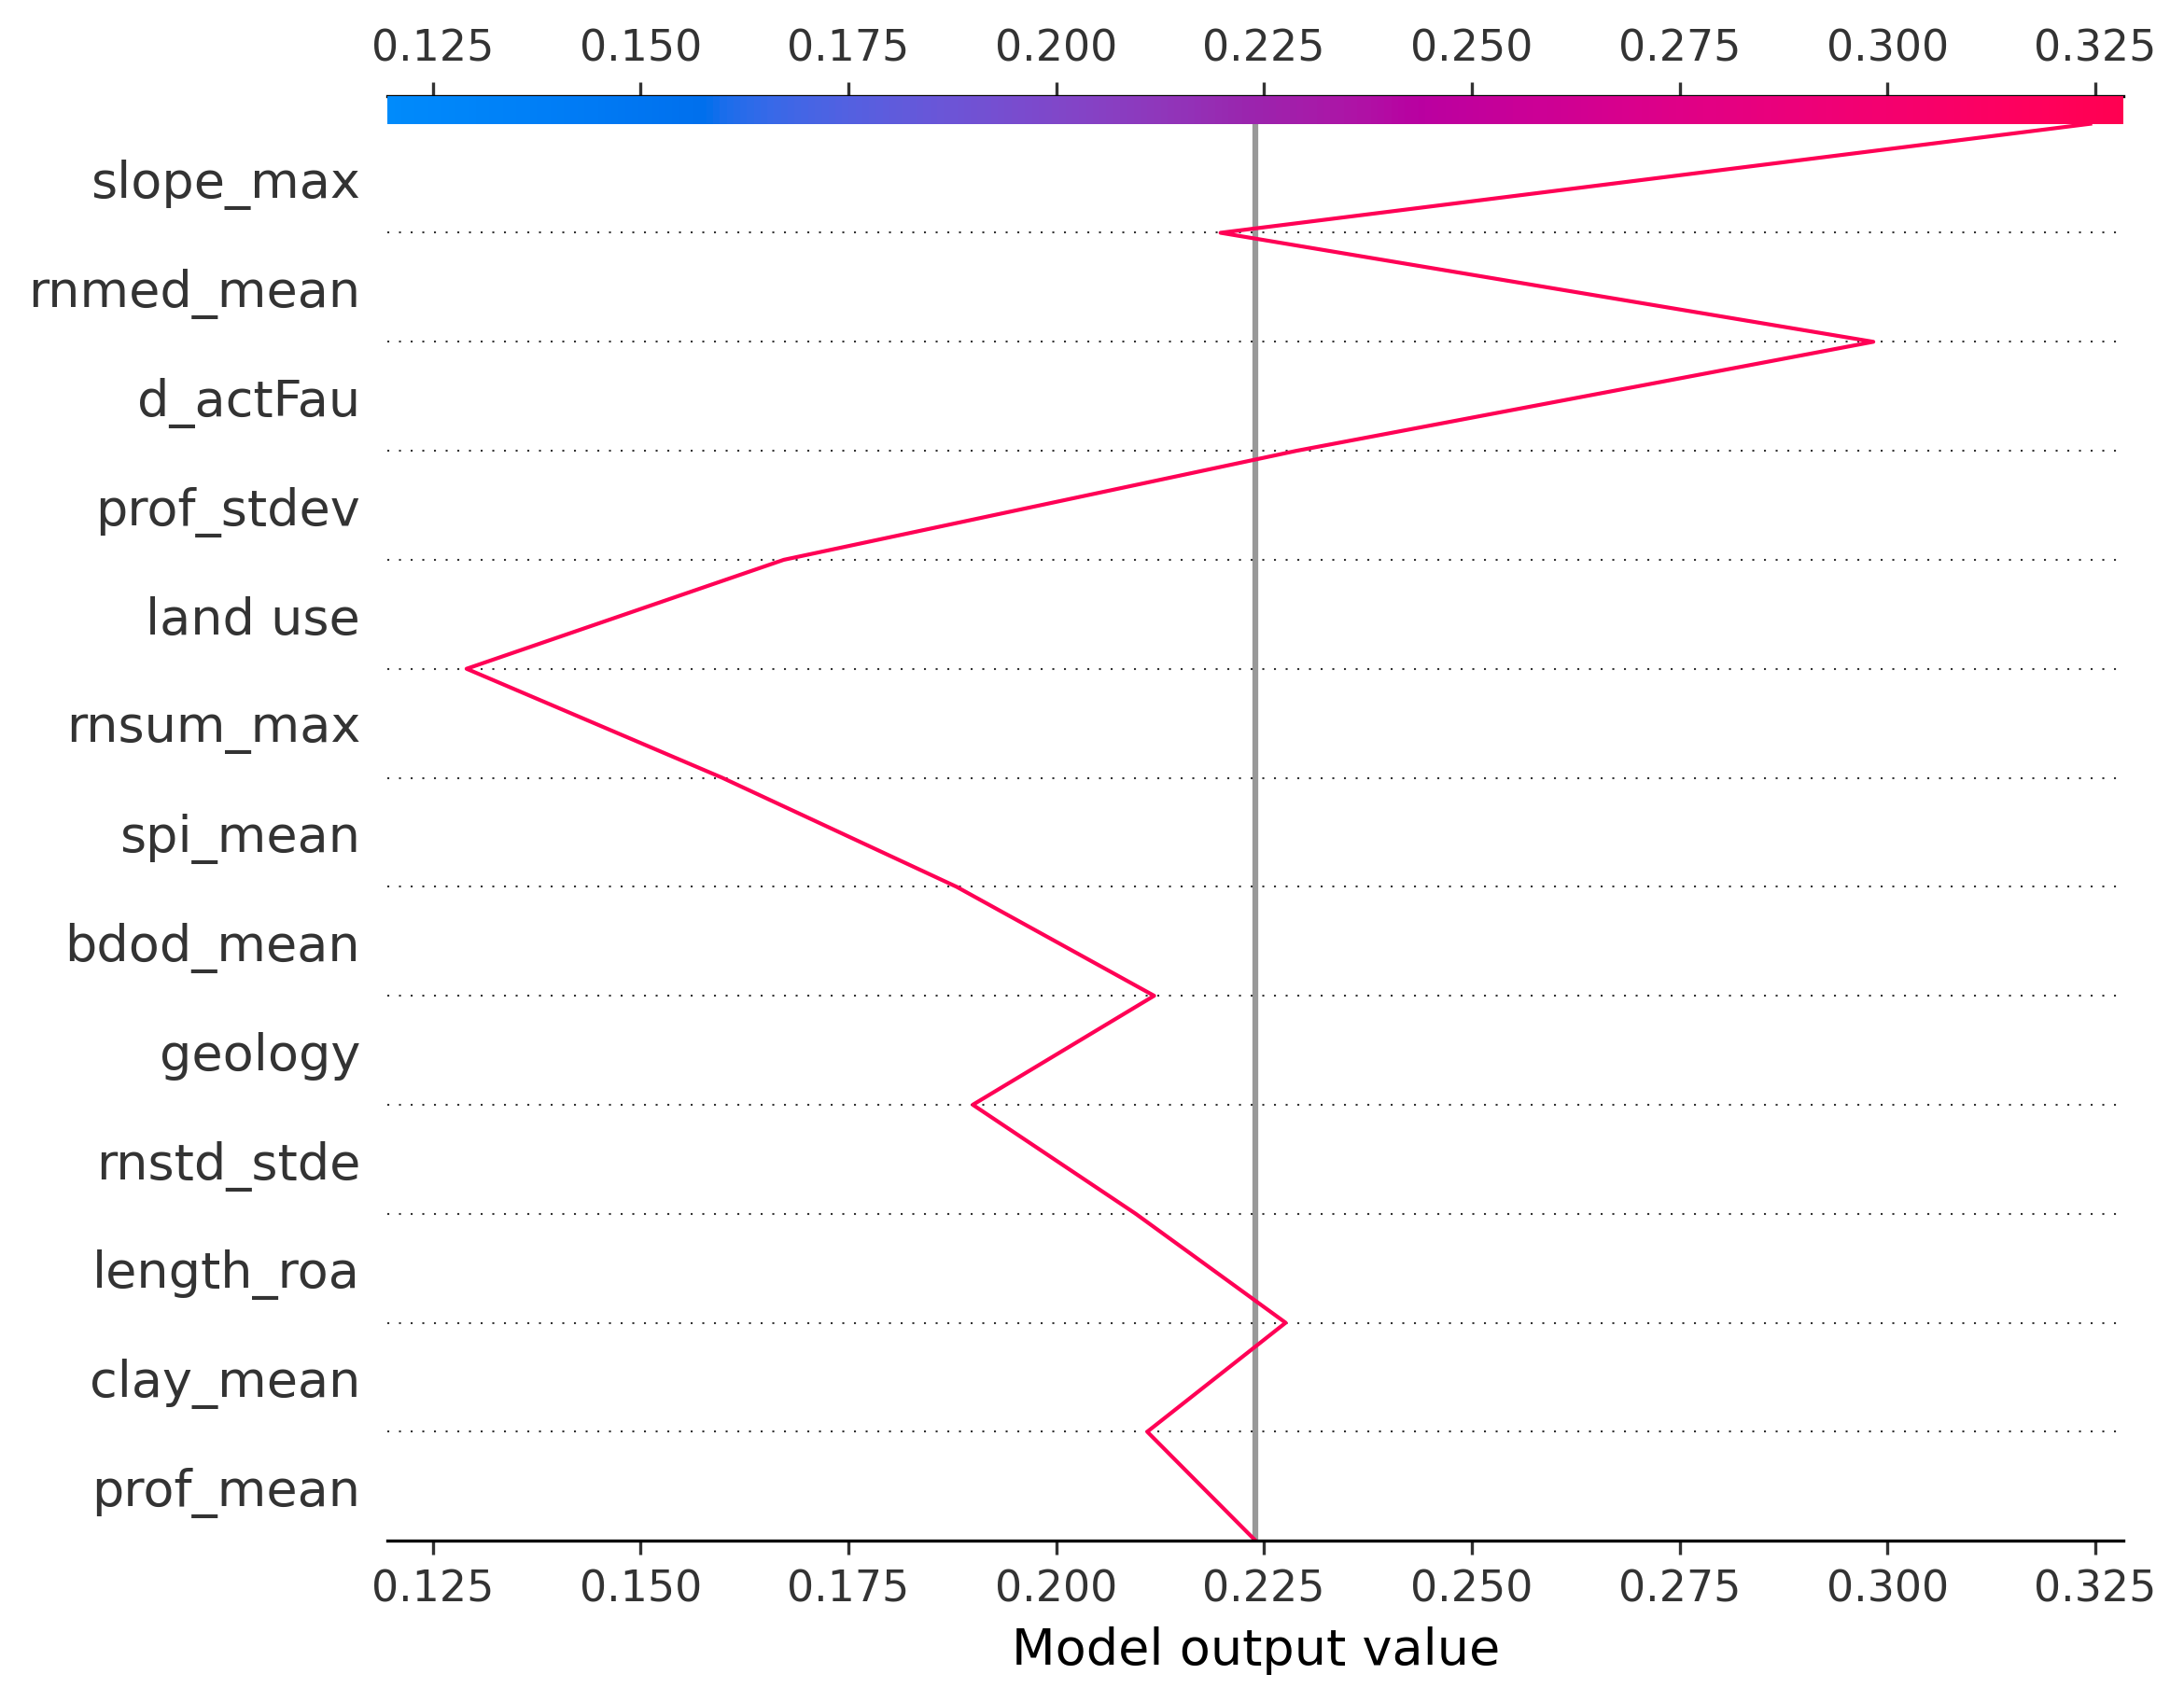 0.125 0.150 0.175 0.200 0.225 0.250 0.275 0.300 0.325
slope_max
rnmed_mean
d_actFau
prof_stdev
land use
rnsum_max
spi_mean
bdod_mean
geology
rnstd_stde
length_roa
clay_mean
prof_mean
0.125 0.150 0.175 0.200 0.225 0.250 0.275 0.300 0.325
Model output value